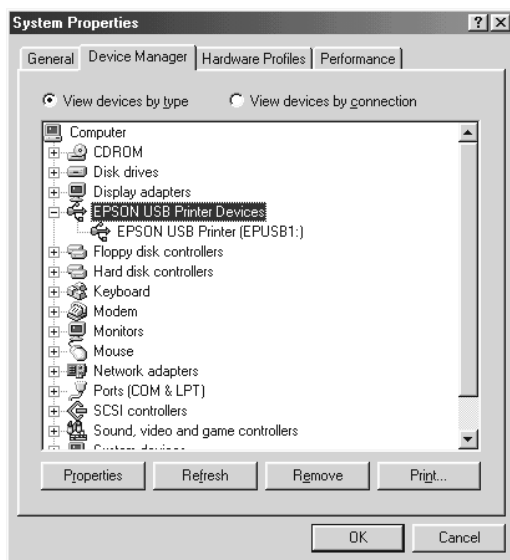 System Properties
General Device Manager Hardware Profiles Performance
View devices by type View devices by connection
Computer
CDROM
Disk drives
Display adapters
EPSON USB Printer Devices
EPSON USB Printer (EPUSB1:)
Floppy disk controllers
Hard disk controllers
Keyboard
Modem
Monitors
Mouse
Network adapters
Ports (COM & LPT)
SCSI controllers
Sound, video and game controllers
System devices
Properties Refresh Remove Print...
OK Cancel